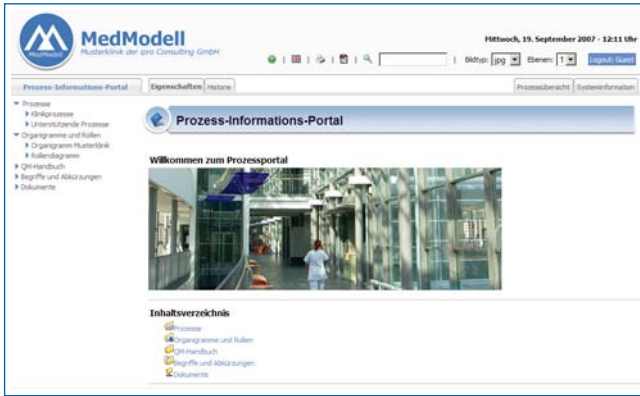 MedModell
Musterklinik der pro Consulting GmbH
MedModell
Mittwoch, 19. September 2007 - 12:11 Uhr
| | | | | Bildtyp: jpg Ebenen: 1 Logout: Guest
Prozess-Informations-Portal Eigenschaften Historie Prozessübersicht Systeminformation
Prozesse
Klinikprozesse
Unterstützende Prozesse
Organigramme und Rollen
Organigramm Musterklinik
Rollendiagramm
QM-Handbuch
Begriffe und Abkürzungen
Dokumente
Prozess-Informations-Portal
Willkommen zum Prozessportal
Inhaltsverzeichnis
Prozesse
Organigramme und Rollen
QM-Handbuch
Begriffe und Abkürzungen
Dokumente